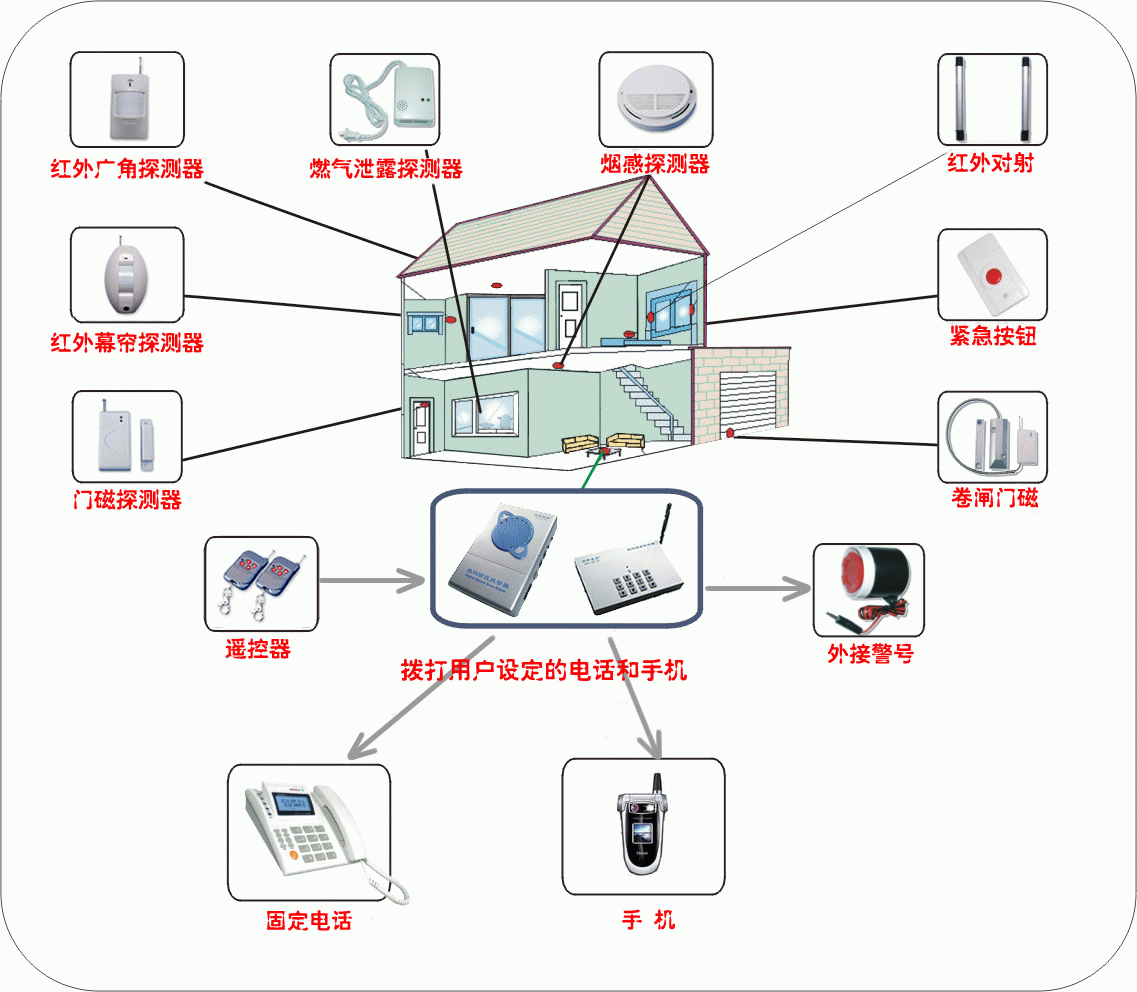 红外广角探测器
燃气泄露探测器
烟感探测器
红外对射
红外幕帘探测器
紧急按钮
门磁探测器
卷闸门磁
遥控器
外接警号
拨打用户设定的电话和手机
固定电话
手 机